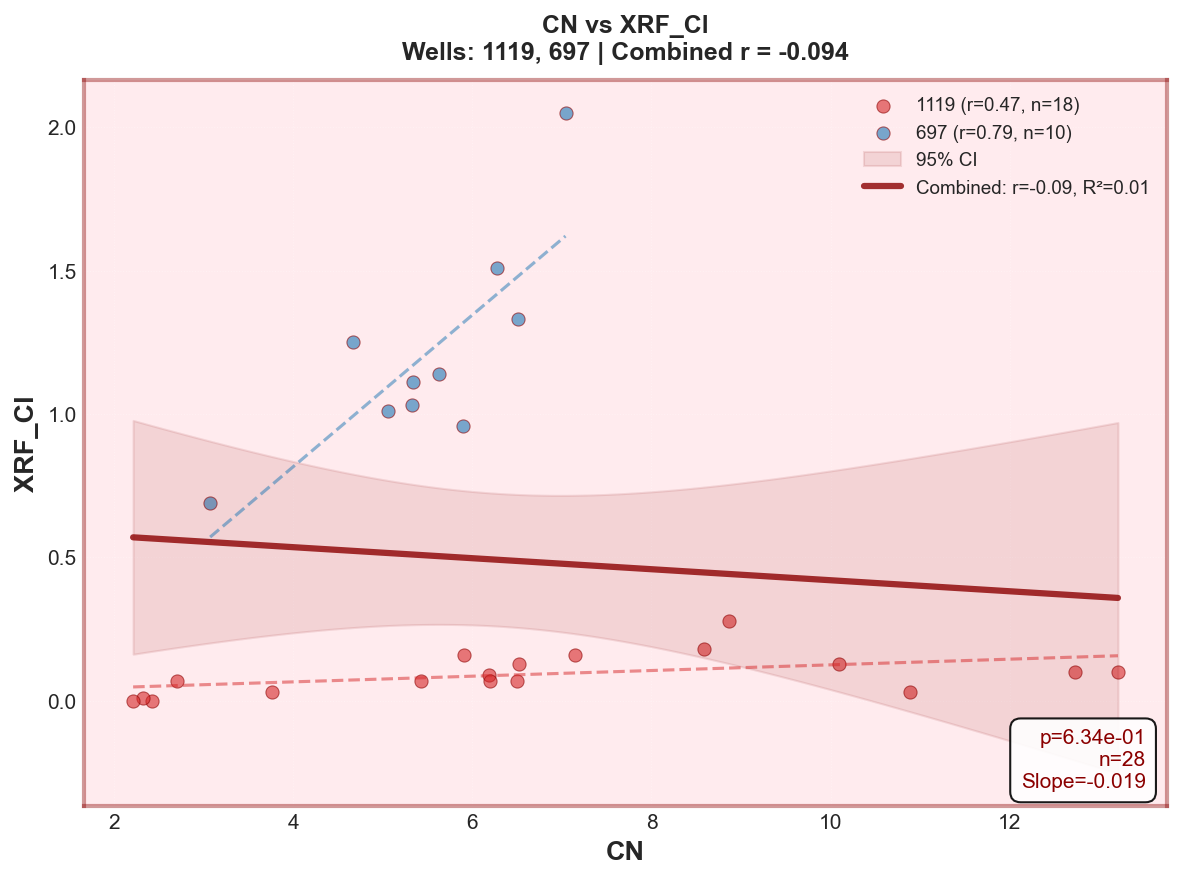 CN vs XRF_Cl
Wells: 1119, 697 | Combined r = -0.094
1119 (r=0.47, n=18)
697 (r=0.79, n=10)
95% CI
Combined: r=-0.09, R²=0.01
XRF_Cl
2.0
1.5
1.0
0.5
0.0
p=6.34e-01
n=28
Slope=-0.019
2 4 6 8 10 12
CN